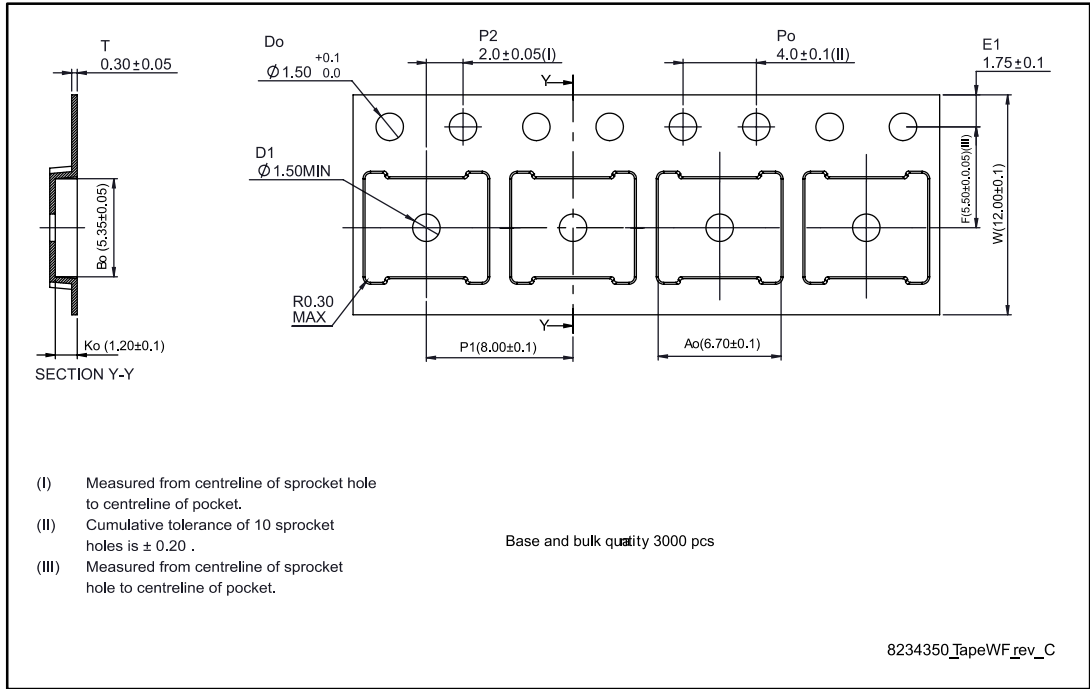 T
0.30±0.05
Do
Ø1.50 +0.1 0.0
P2
2.0±0.05(I)
Y
Po
4.0±0.1(II)
E1
1.75±0.1
D1
Ø1.50MIN
Bo (5.35±0.05)
F(5.50±0.0.05)(III)
W(12.00±0.1)
R0.30
MAX
Y
Ko (1.20±0.1)
P1(8.00±0.1)
Ao(6.70±0.1)
SECTION Y-Y
(I) Measured from centreline of sprocket hole
to centreline of pocket.
(II) Cumulative tolerance of 10 sprocket
holes is ± 0.20 .
(III) Measured from centreline of sprocket
hole to centreline of pocket.
Base and bulk quatity 3000 pcs
8234350_TapeWF_rev_C